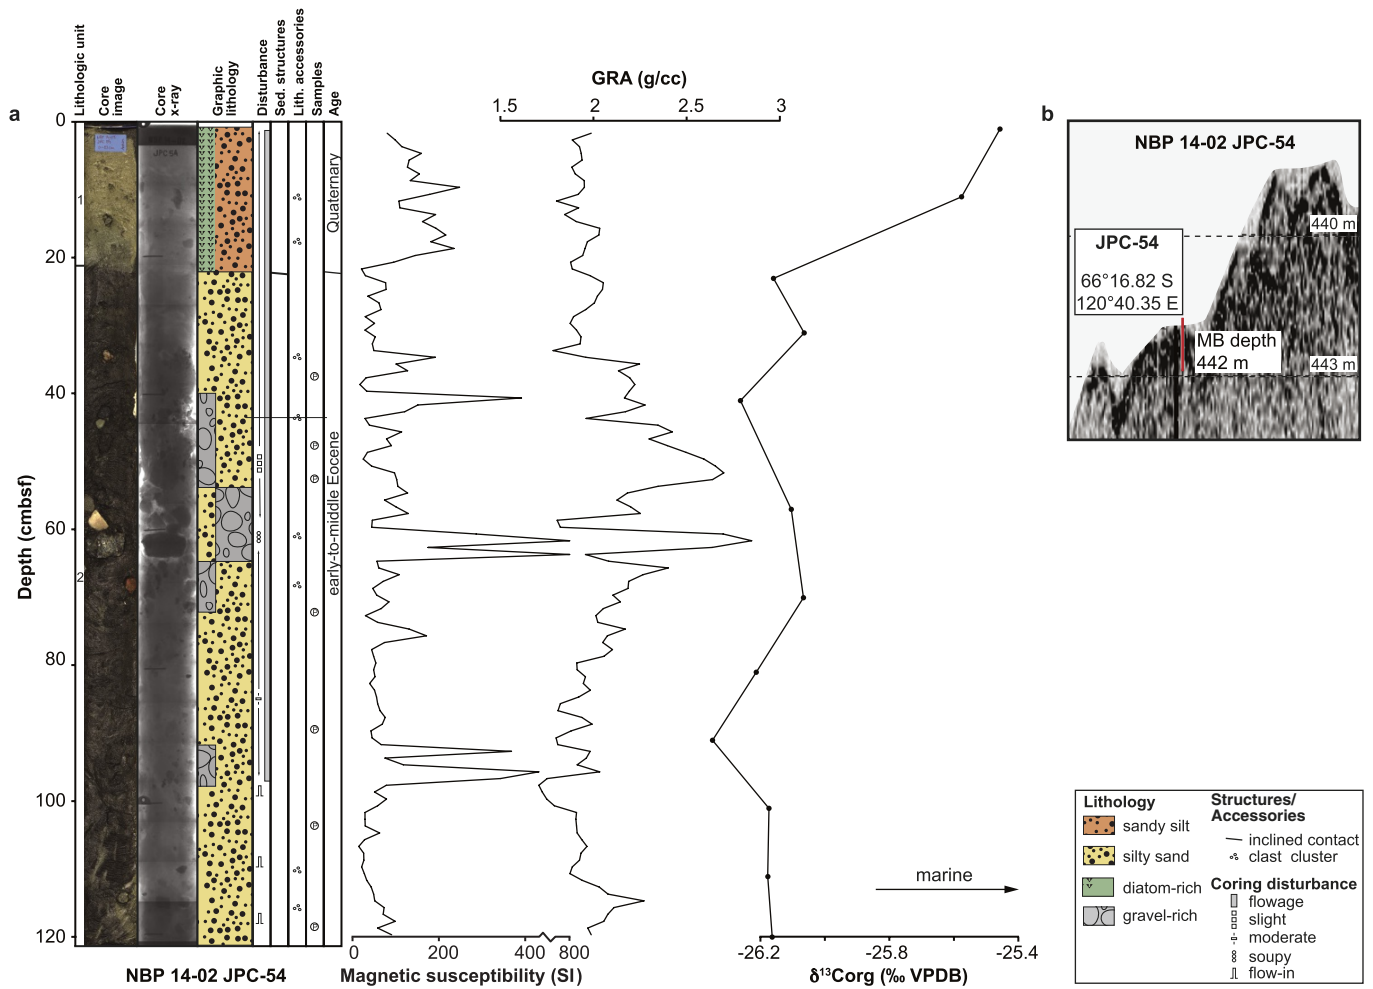 a
Lithologic unit
Core image
Core x-ray
Graphic lithology
Disturbance
Sed. structures
Lith. accessories
Samples
Age
GRA (g/cc)
1.5 2 2.5 3
Depth (cmbsf)
0
20
40
60
80
100
120
1
2
JPC 54
Quaternary
early-to-middle Eocene
P
P
P
P
P
P
P
marine
0 200 400 800
-26.2 -25.8 -25.4
NBP 14-02 JPC-54
Magnetic susceptibility (SI)
δ¹³Corg (‰ VPDB)
b
NBP 14-02 JPC-54
440 m
JPC-54
66°16.82 S
120°40.35 E
MB depth
442 m
443 m
Lithology
sandy silt
silty sand
diatom-rich
gravel-rich
Structures/
Accessories
inclined contact
clast cluster
Coring disturbance
flowage
slight
moderate
soupy
flow-in